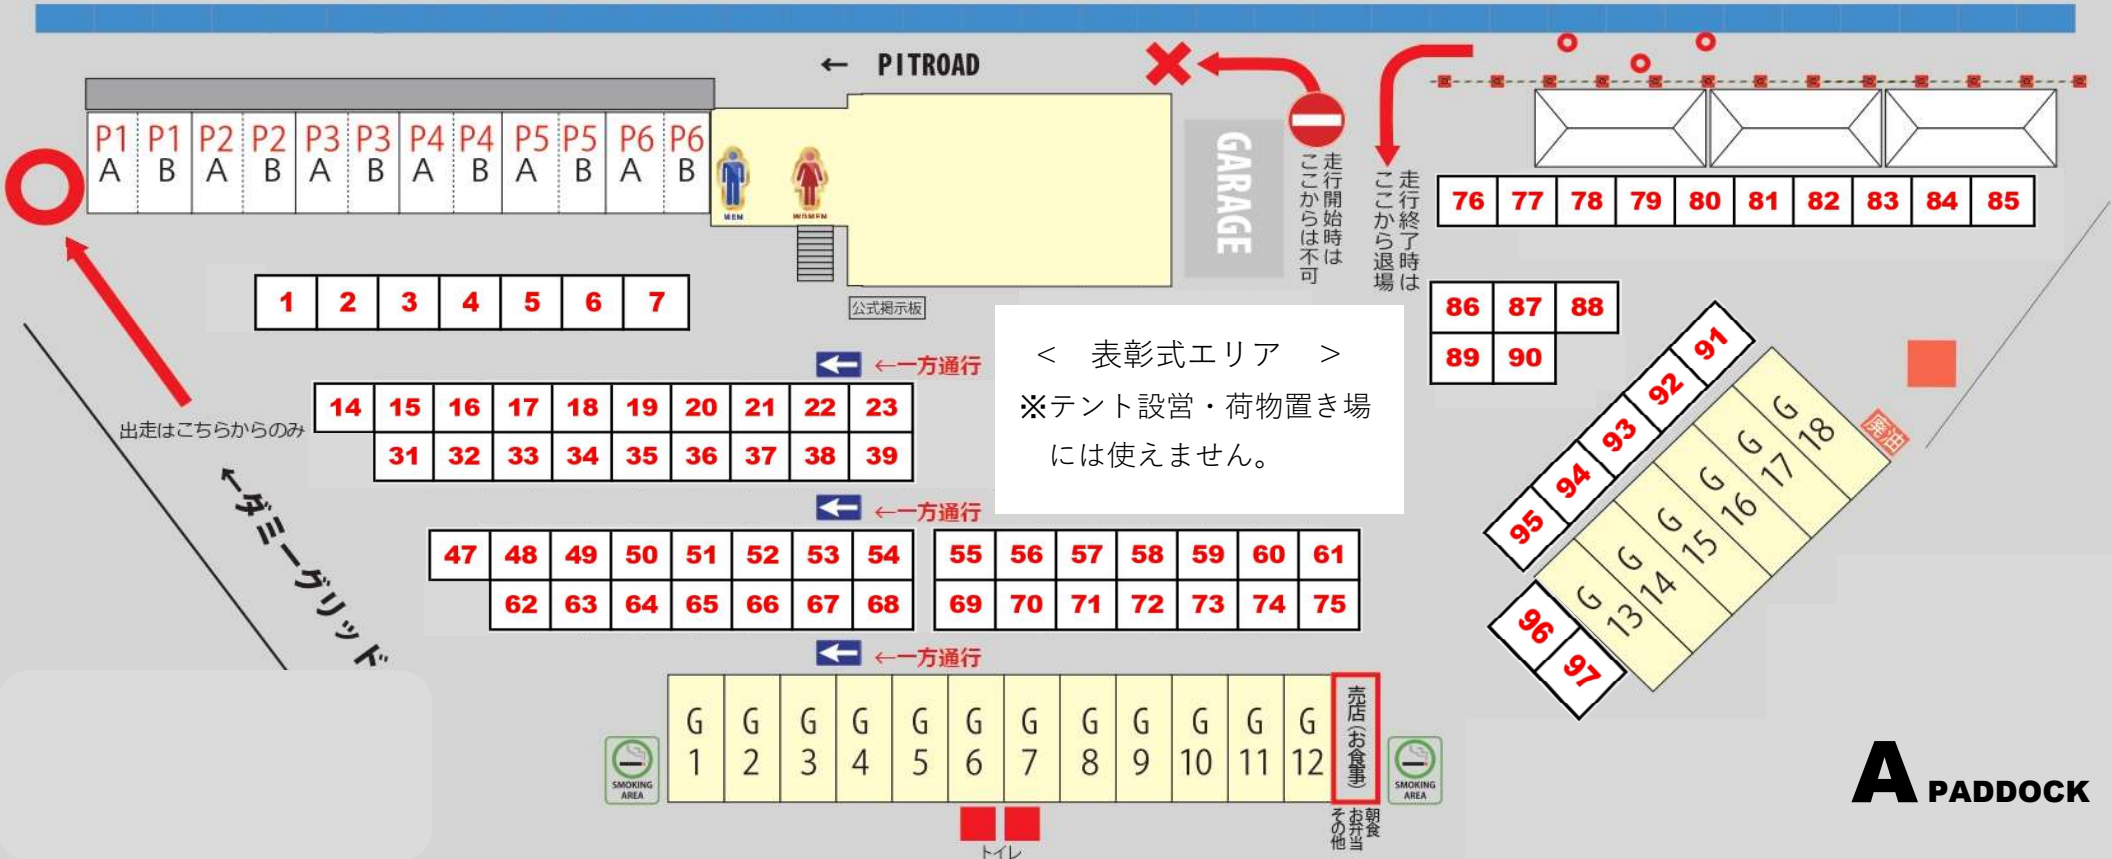 ← PITROAD
P1 P1 P2 P2 P3 P3 P4 P4 P5 P5 P6 P6
A B A B A B A B A B A B
MEN
WOMEN
GARAGE
走行開始時は
ここからは不可
走行終了時は
ここから退場
76 77 78 79 80 81 82 83 84 85
1 2 3 4 5 6 7
公式掲示板
86 87 88
89 90
91
92
93
94
95
< 表彰式エリア >
※テント設営・荷物置き場
には使えません。
←一方通行
14 15 16 17 18 19 20 21 22 23
31 32 33 34 35 36 37 38 39
出走はこちらからのみ
←ダミーグリッド
←一方通行
47 48 49 50 51 52 53 54 55 56 57 58 59 60 61
62 63 64 65 66 67 68 69 70 71 72 73 74 75
←一方通行
廃油
G 18
G 17
G 16
G 15
G 14
G 13
96
97
G G G G G G G G G G G G
1 2 3 4 5 6 7 8 9 10 11 12
売店(お食事)
朝食
お弁当
その他
SMOKING
AREA
SMOKING
AREA
トイレ
A PADDOCK